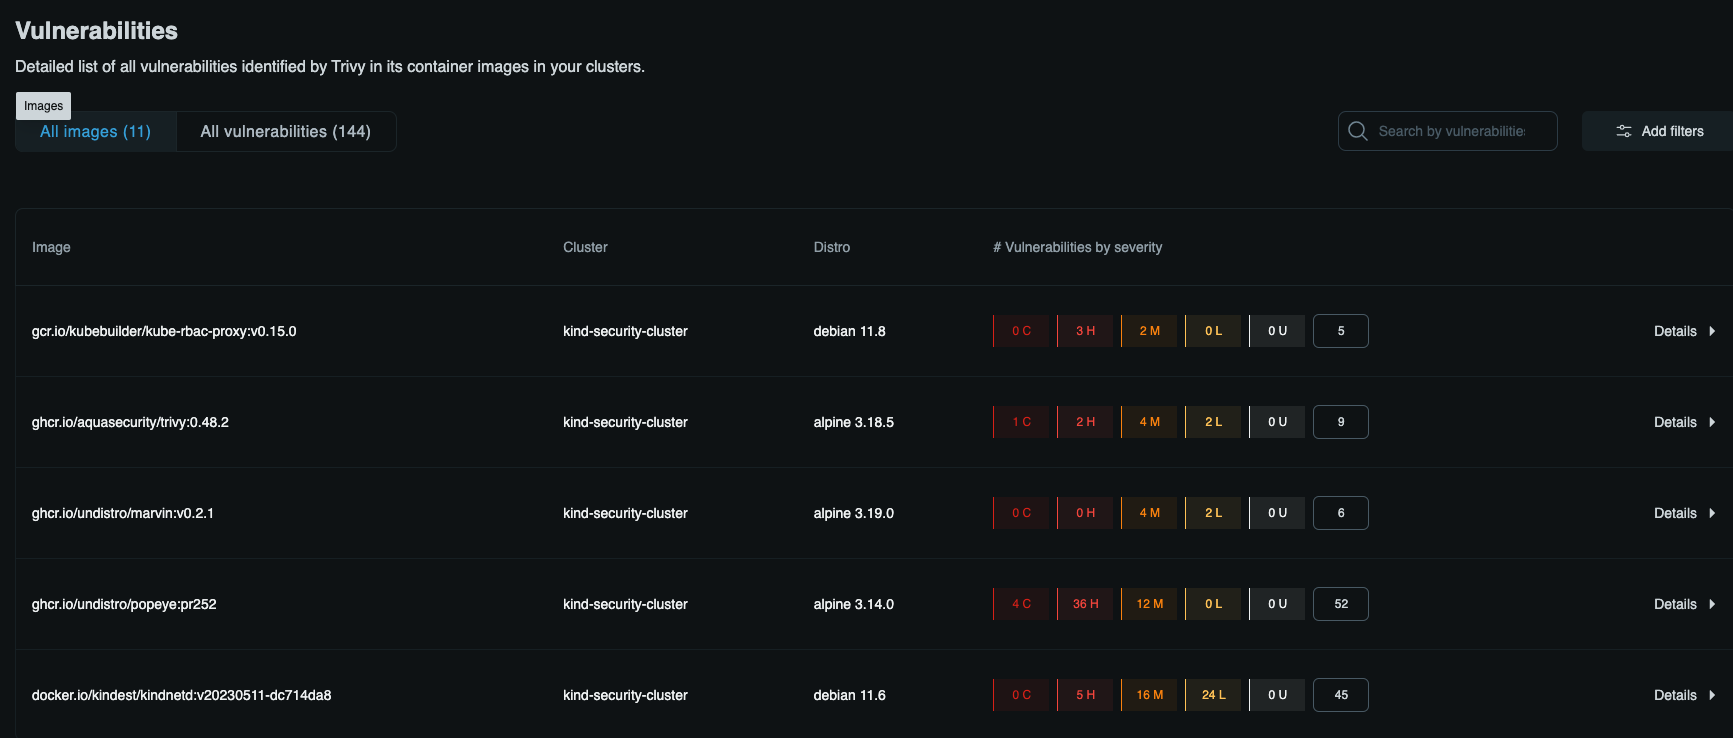 Vulnerabilities
Detailed list of all vulnerabilities identified by Trivy in its container images in your clusters.
Images
All images (11) All vulnerabilities (144) Search by vulnerabilitie Add filters
Image Cluster Distro # Vulnerabilities by severity
gcr.io/kubebuilder/kube-rbac-proxy:v0.15.0 kind-security-cluster debian 11.8 0 C 3 H 2 M 0 L 0 U 5 Details
ghcr.io/aquasecurity/trivy:0.48.2 kind-security-cluster alpine 3.18.5 1 C 2 H 4 M 2 L 0 U 9 Details
ghcr.io/undistro/marvin:v0.2.1 kind-security-cluster alpine 3.19.0 0 C 0 H 4 M 2 L 0 U 6 Details
ghcr.io/undistro/popeye:pr252 kind-security-cluster alpine 3.14.0 4 C 36 H 12 M 0 L 0 U 52 Details
docker.io/kindest/kindnetd:v20230511-dc714da8 kind-security-cluster debian 11.6 0 C 5 H 16 M 24 L 0 U 45 Details